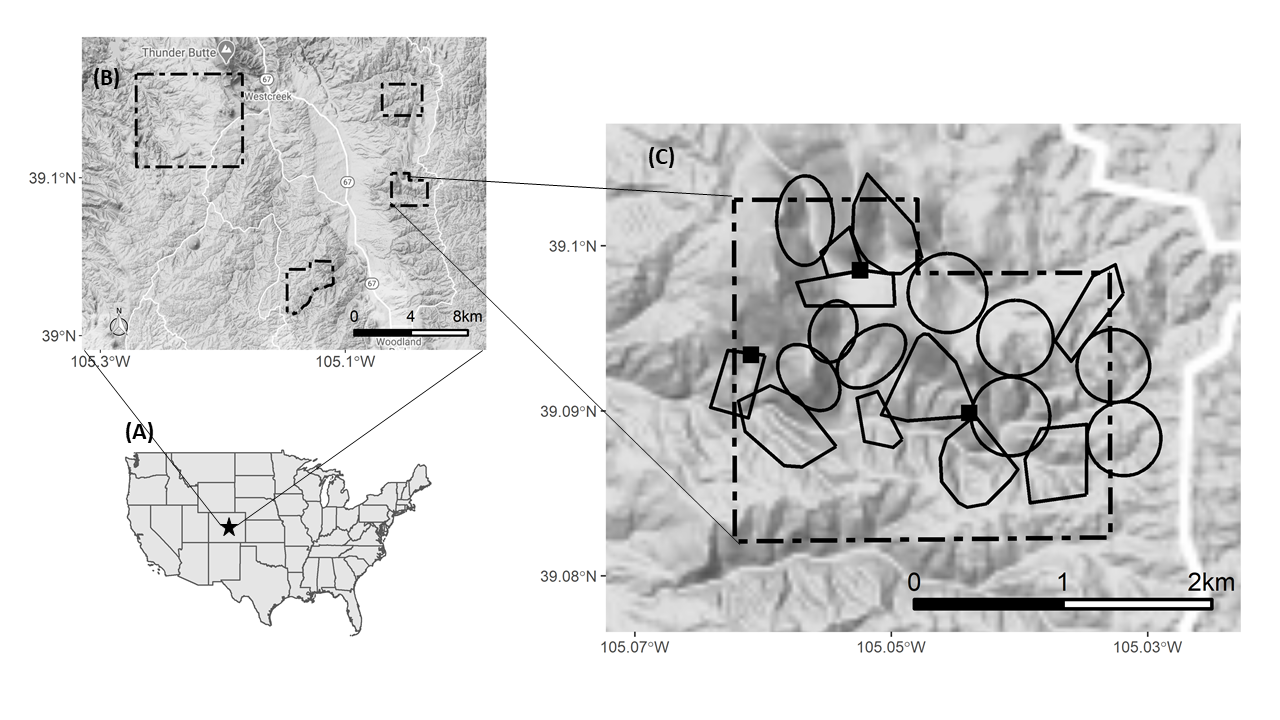 Thunder Butte
(B)
67
Westcreek
(C)
39.1°N
67
39.1°N
67
0 4 8km
39°N
Woodland
105.3°W 105.1°W
39.09°N
(A)
39.08°N
0 1 2km
105.07°W 105.05°W 105.03°W